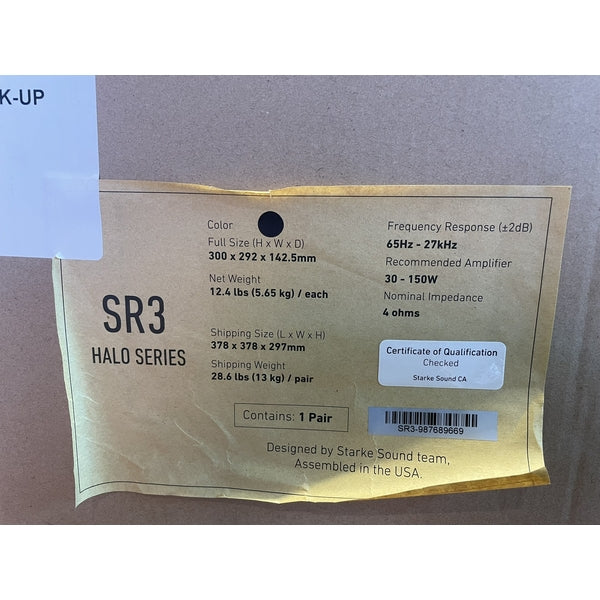 K-UP
SR3
HALO SERIES
Color
Full Size (H x W x D)
300 x 292 x 142.5mm
Net Weight
12.4 lbs (5.65 kg) / each
Shipping Size (L x W x H)
378 x 378 x 297mm
Shipping Weight
28.6 lbs (13 kg) / pair
Contains: 1 Pair
Frequency Response (±2dB)
65Hz - 27kHz
Recommended Amplifier
30 - 150W
Nominal Impedance
4 ohms
Certificate of Qualification
Checked
Starke Sound CA
SR3-987689669
Designed by Starke Sound team,
Assembled in the USA.